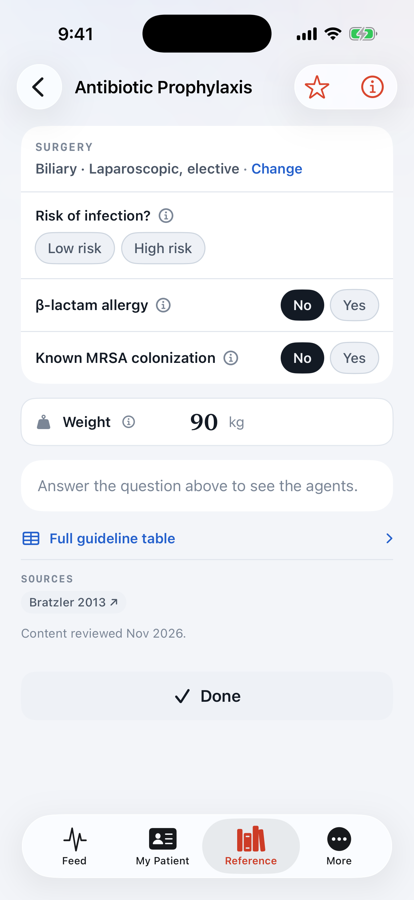 9:41
Antibiotic Prophylaxis
SURGERY
Biliary · Laparoscopic, elective · Change
Risk of infection?
Low risk High risk
β-lactam allergy No Yes
Known MRSA colonization No Yes
Weight 90 kg
Answer the question above to see the agents.
Full guideline table
SOURCES
Bratzler 2013 ↗
Content reviewed Nov 2026.
Done
Feed My Patient Reference More